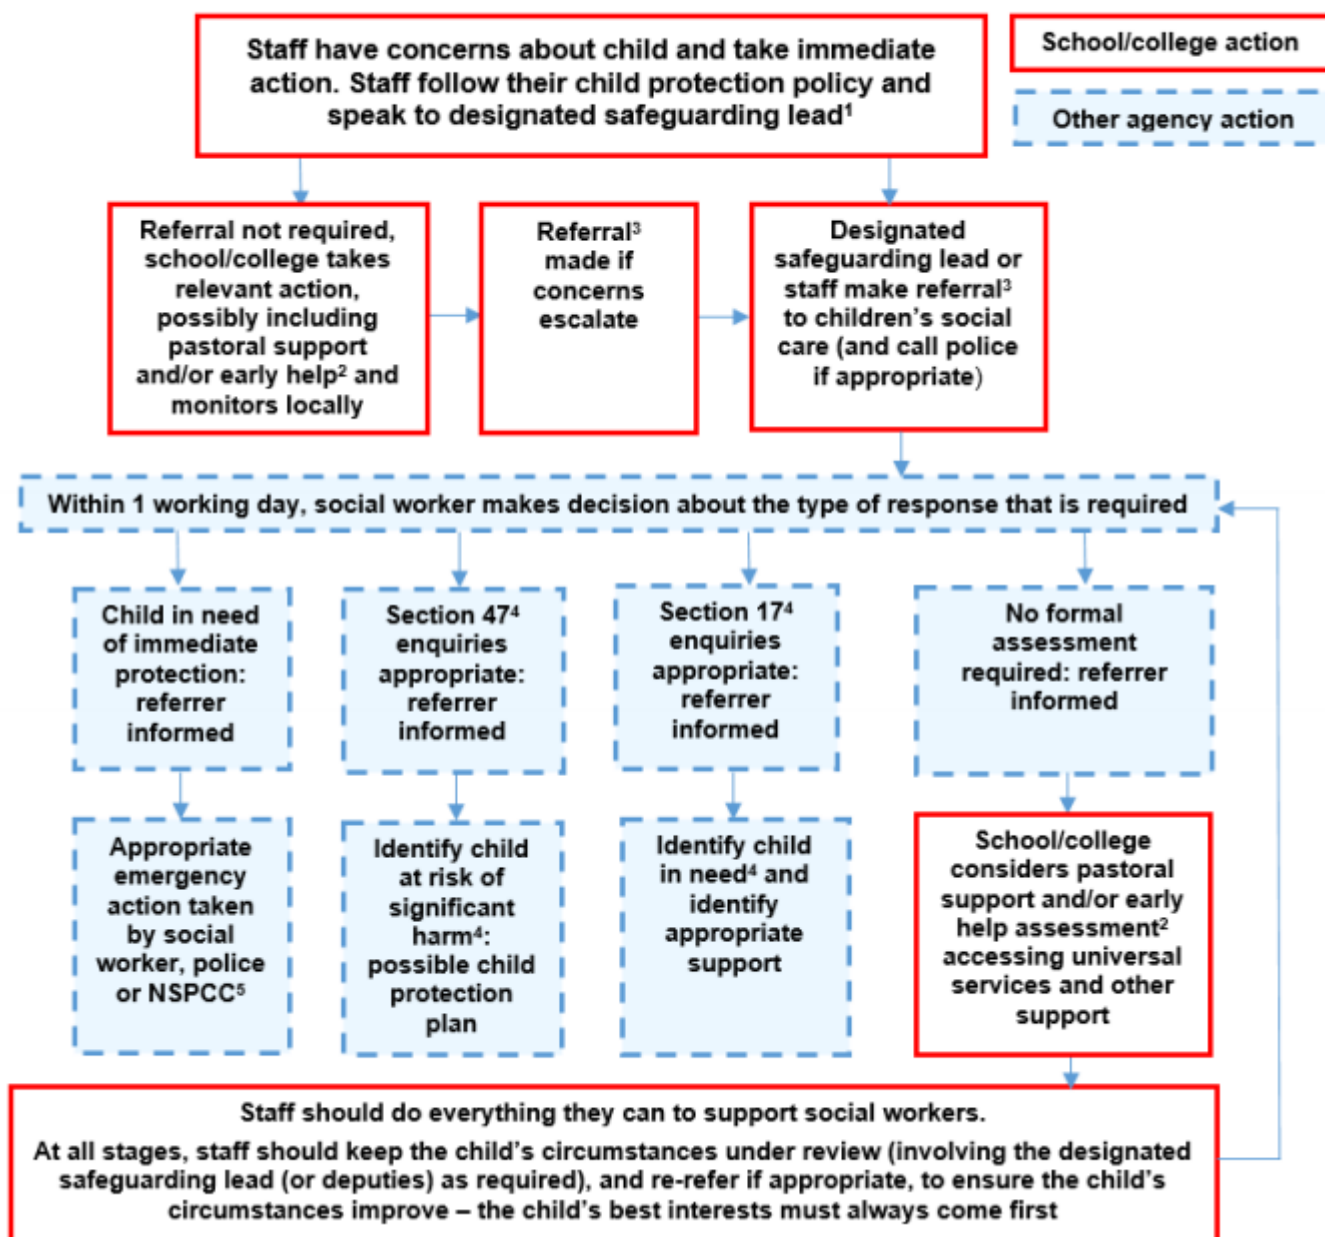 Staff have concerns about child and take immediate
action. Staff follow their child protection policy and
speak to designated safeguarding lead¹
School/college action
Other agency action
Referral not required,
school/college takes
relevant action,
possibly including
pastoral support
and/or early help² and
monitors locally
Referral³
made if
concerns
escalate
Designated
safeguarding lead or
staff make referral³
to children’s social
care (and call police
if appropriate)
Within 1 working day, social worker makes decision about the type of response that is required
Child in need
of immediate
protection:
referrer
informed
Section 47⁴
enquiries
appropriate:
referrer
informed
Section 17⁴
enquiries
appropriate:
referrer
informed
No formal
assessment
required: referrer
informed
Appropriate
emergency
action taken
by social
worker, police
or NSPCC⁵
Identify child
at risk of
significant
harm⁴:
possible child
protection
plan
Identify child
in need⁴ and
identify
appropriate
support
School/college
considers pastoral
support and/or early
help assessment²
accessing universal
services and other
support
Staff should do everything they can to support social workers.
At all stages, staff should keep the child’s circumstances under review (involving the designated
safeguarding lead (or deputies) as required), and re-refer if appropriate, to ensure the child’s
circumstances improve – the child’s best interests must always come first